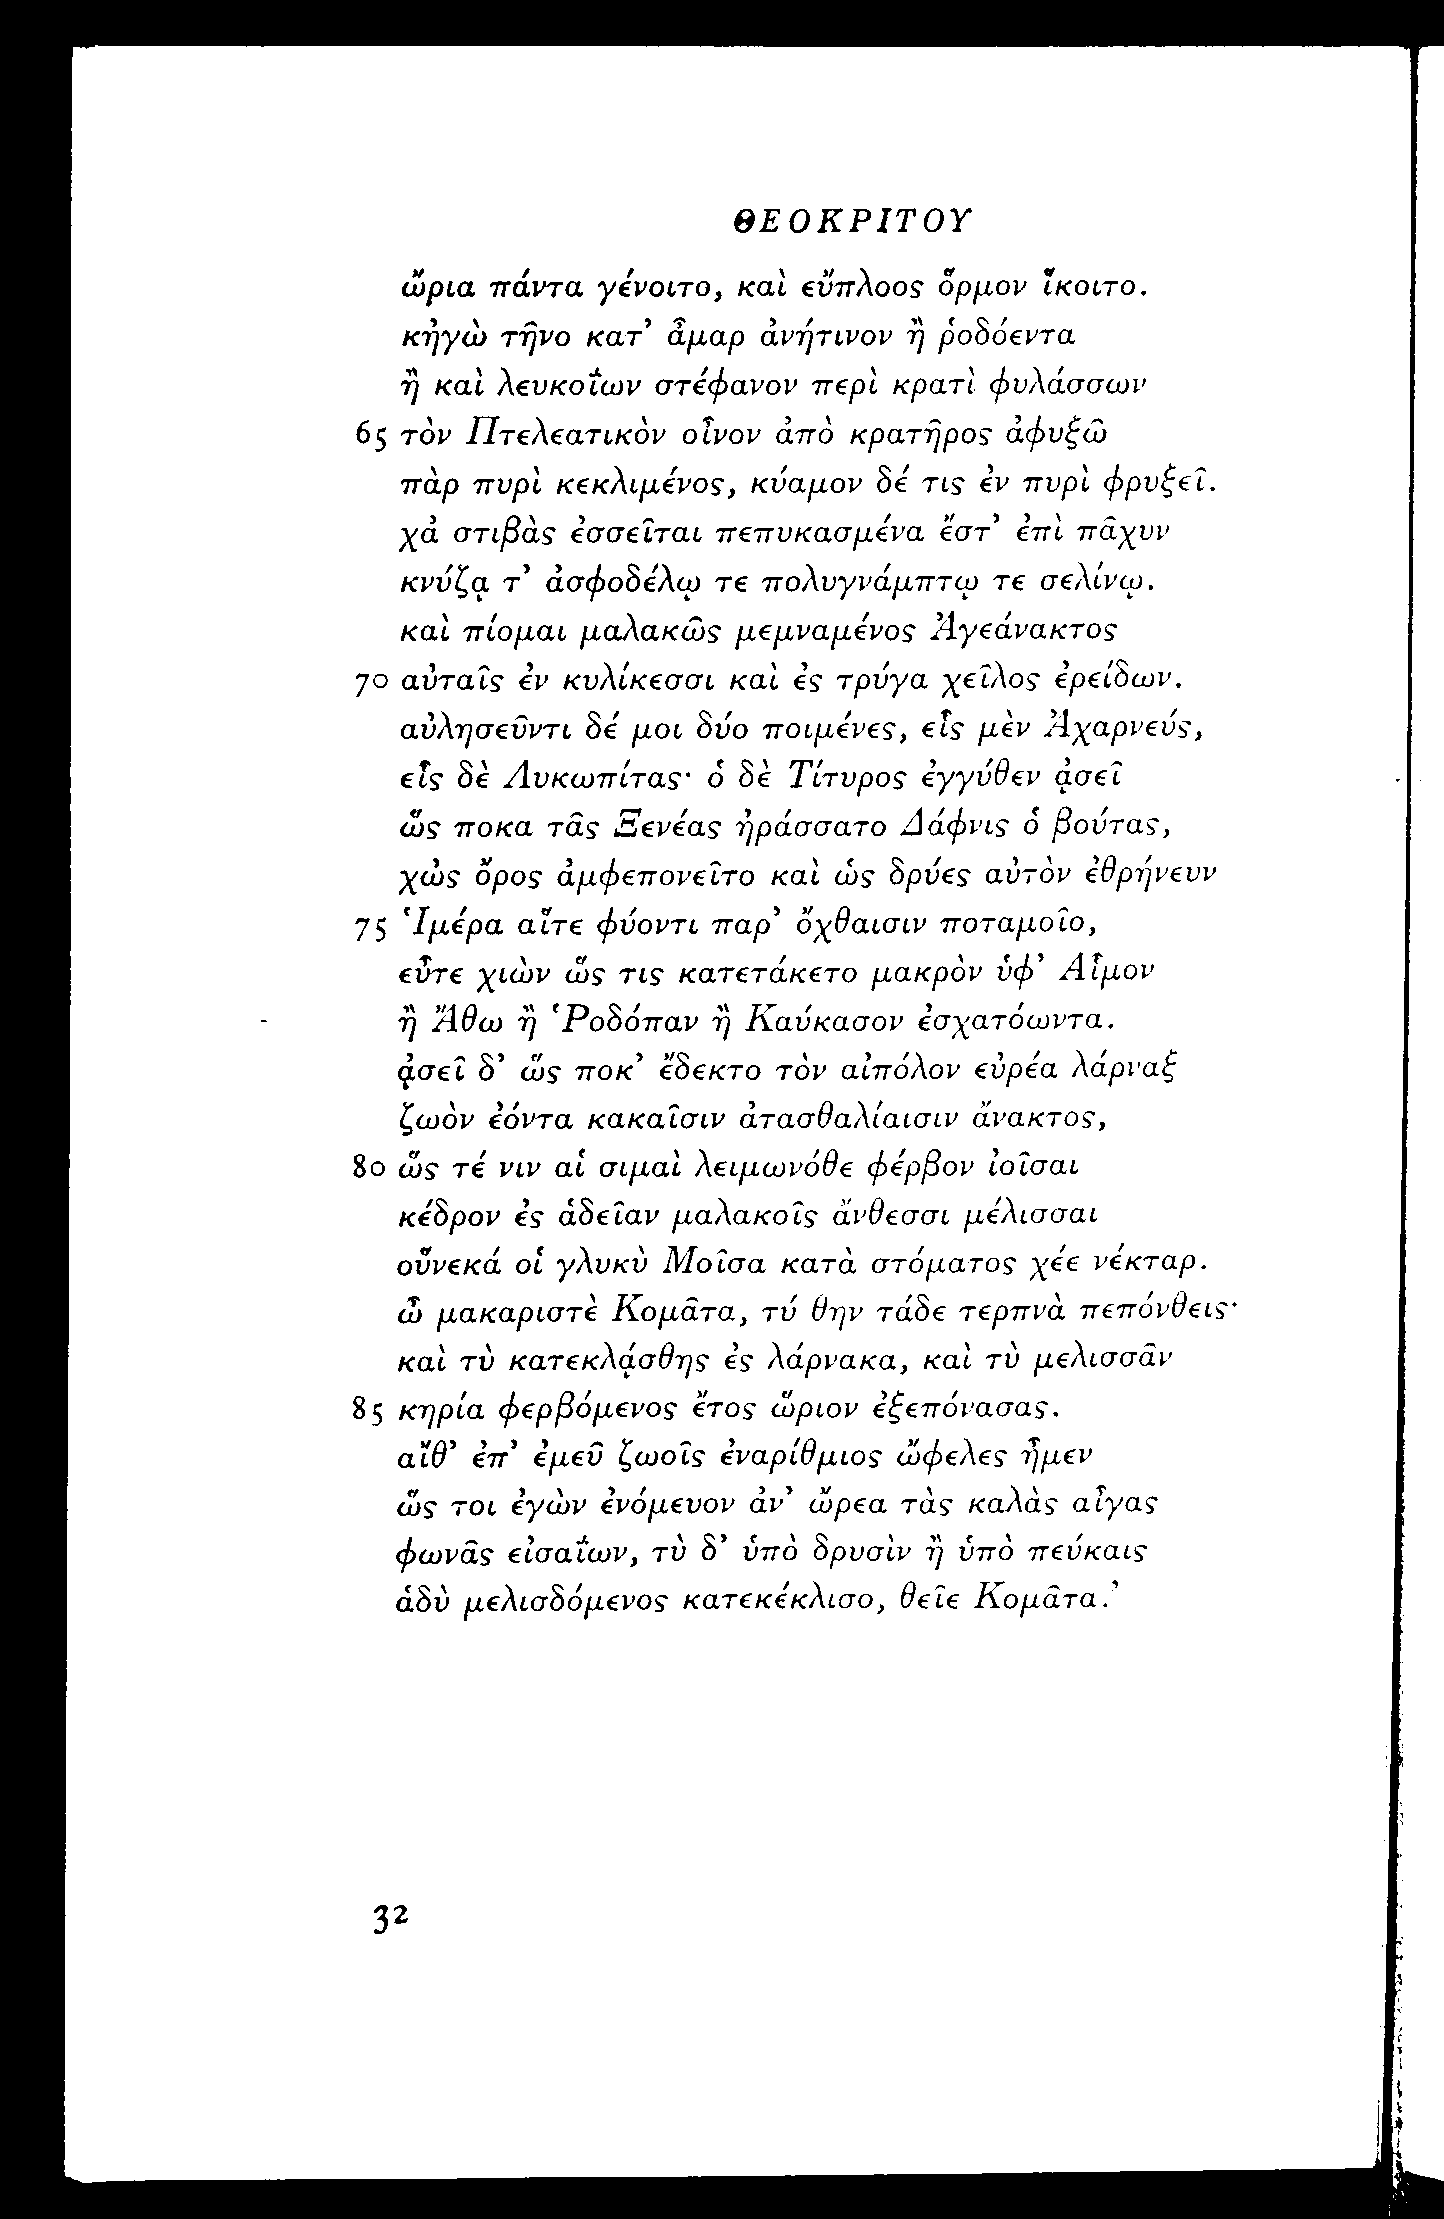 ΘΕΟΚΡΙΤΟΥ
ὤρια πάντα γένοιτο, καὶ εὔπλοος ὅρμον ἵκοιτο.
κἠγὼ τῆνο κατ’ ἆμαρ ἀνήτινον ἢ ῥοδόεντα
ἢ καὶ λευκοΐων στέφανον περὶ κρατὶ φυλάσσων
65 τὸν Πτελεατικὸν οἶνον ἀπὸ κρατῆρος ἀφυξῶ
πὰρ πυρὶ κεκλιμένος, κύαμον δέ τις ἐν πυρὶ φρυξεῖ.
χἀ στιβὰς ἐσσεῖται πεπυκασμένα ἔστ’ ἐπὶ πᾶχυν
κνύζᾳ τ’ ἀσφοδέλῳ τε πολυγνάμπτῳ τε σελίνῳ.
καὶ πίομαι μαλακῶς μεμναμένος Ἀγεάνακτος
70 αὐταῖς ἐν κυλίκεσσι καὶ ἐς τρύγα χεῖλος ἐρείδων.
αὐλησεῦντι δέ μοι δύο ποιμένες, εἷς μὲν Ἀχαρνεύς,
εἷς δὲ Λυκωπίτας· ὁ δὲ Τίτυρος ἐγγύθεν ᾀσεῖ
ὥς ποκα τᾶς Ξενέας ἠράσσατο Δάφνις ὁ βούτας,
χὠς ὄρος ἀμφεπονεῖτο καὶ ὡς δρύες αὐτὸν ἐθρήνευν
75 Ἱμέρα αἵτε φύοντι παρ’ ὄχθαισιν ποταμοῖο,
εὖτε χιὼν ὥς τις κατετάκετο μακρὸν ὑφ’ Αἷμον
ἢ Ἄθω ἢ Ῥοδόπαν ἢ Καύκασον ἐσχατόωντα.
ᾀσεῖ δ’ ὥς ποκ’ ἔδεκτο τὸν αἰπόλον εὐρέα λάρναξ
ζωὸν ἐόντα κακαῖσιν ἀτασθαλίαισιν ἄνακτος,
80 ὥς τέ νιν αἱ σιμαὶ λειμωνόθε φέρβον ἰοῖσαι
κέδρον ἐς ἁδεῖαν μαλακοῖς ἄνθεσσι μέλισσαι
οὕνεκά οἱ γλυκὺ Μοῖσα κατὰ στόματος χέε νέκταρ.
ὦ μακαριστὲ Κομᾶτα, τύ θην τάδε τερπνὰ πεπόνθεις·
καὶ τὺ κατεκλᾴσθης ἐς λάρνακα, καὶ τὺ μελισσᾶν
85 κηρία φερβόμενος ἔτος ὥριον ἐξεπόνασας.
αἴθ’ ἐπ’ ἐμεῦ ζωοῖς ἐναρίθμιος ὤφελες ἦμεν
ὥς τοι ἐγὼν ἐνόμευον ἀν’ ὤρεα τὰς καλὰς αἶγας
φωνᾶς εἰσαΐων, τὺ δ’ ὑπὸ δρυσὶν ἢ ὑπὸ πεύκαις
ἁδὺ μελισδόμενος κατεκέκλισο, θεῖε Κομᾶτα.’
32